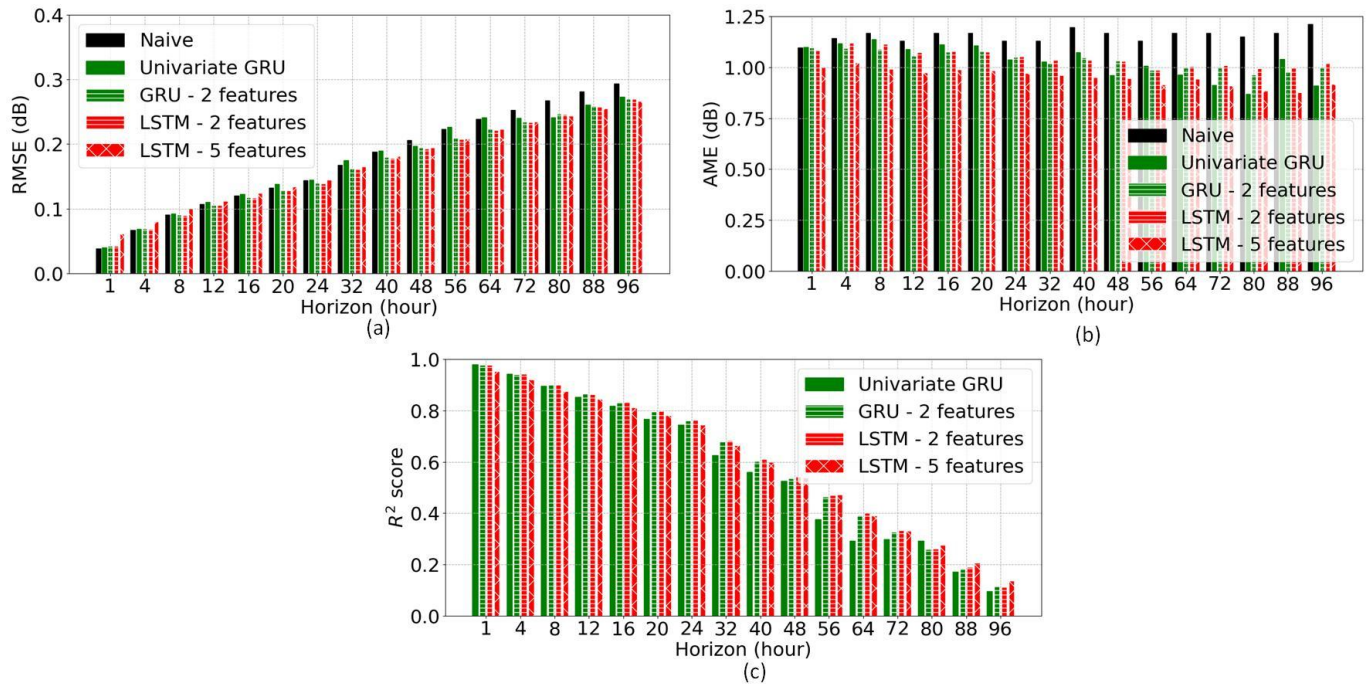 0.4
0.3
0.2
0.1
0.0
RMSE (dB)
Naive
Univariate GRU
GRU - 2 features
LSTM - 2 features
LSTM - 5 features
1 4 8 12 16 20 24 32 40 48 56 64 72 80 88 96
Horizon (hour)
(a)
1.25
1.00
0.75
0.50
0.25
0.00
AME (dB)
Naive
Univariate GRU
GRU - 2 features
LSTM - 2 features
LSTM - 5 features
1 4 8 12 16 20 24 32 40 48 56 64 72 80 88 96
Horizon (hour)
(b)
1.0
0.8
0.6
0.4
0.2
0.0
R² score
Univariate GRU
GRU - 2 features
LSTM - 2 features
LSTM - 5 features
1 4 8 12 16 20 24 32 40 48 56 64 72 80 88 96
Horizon (hour)
(c)